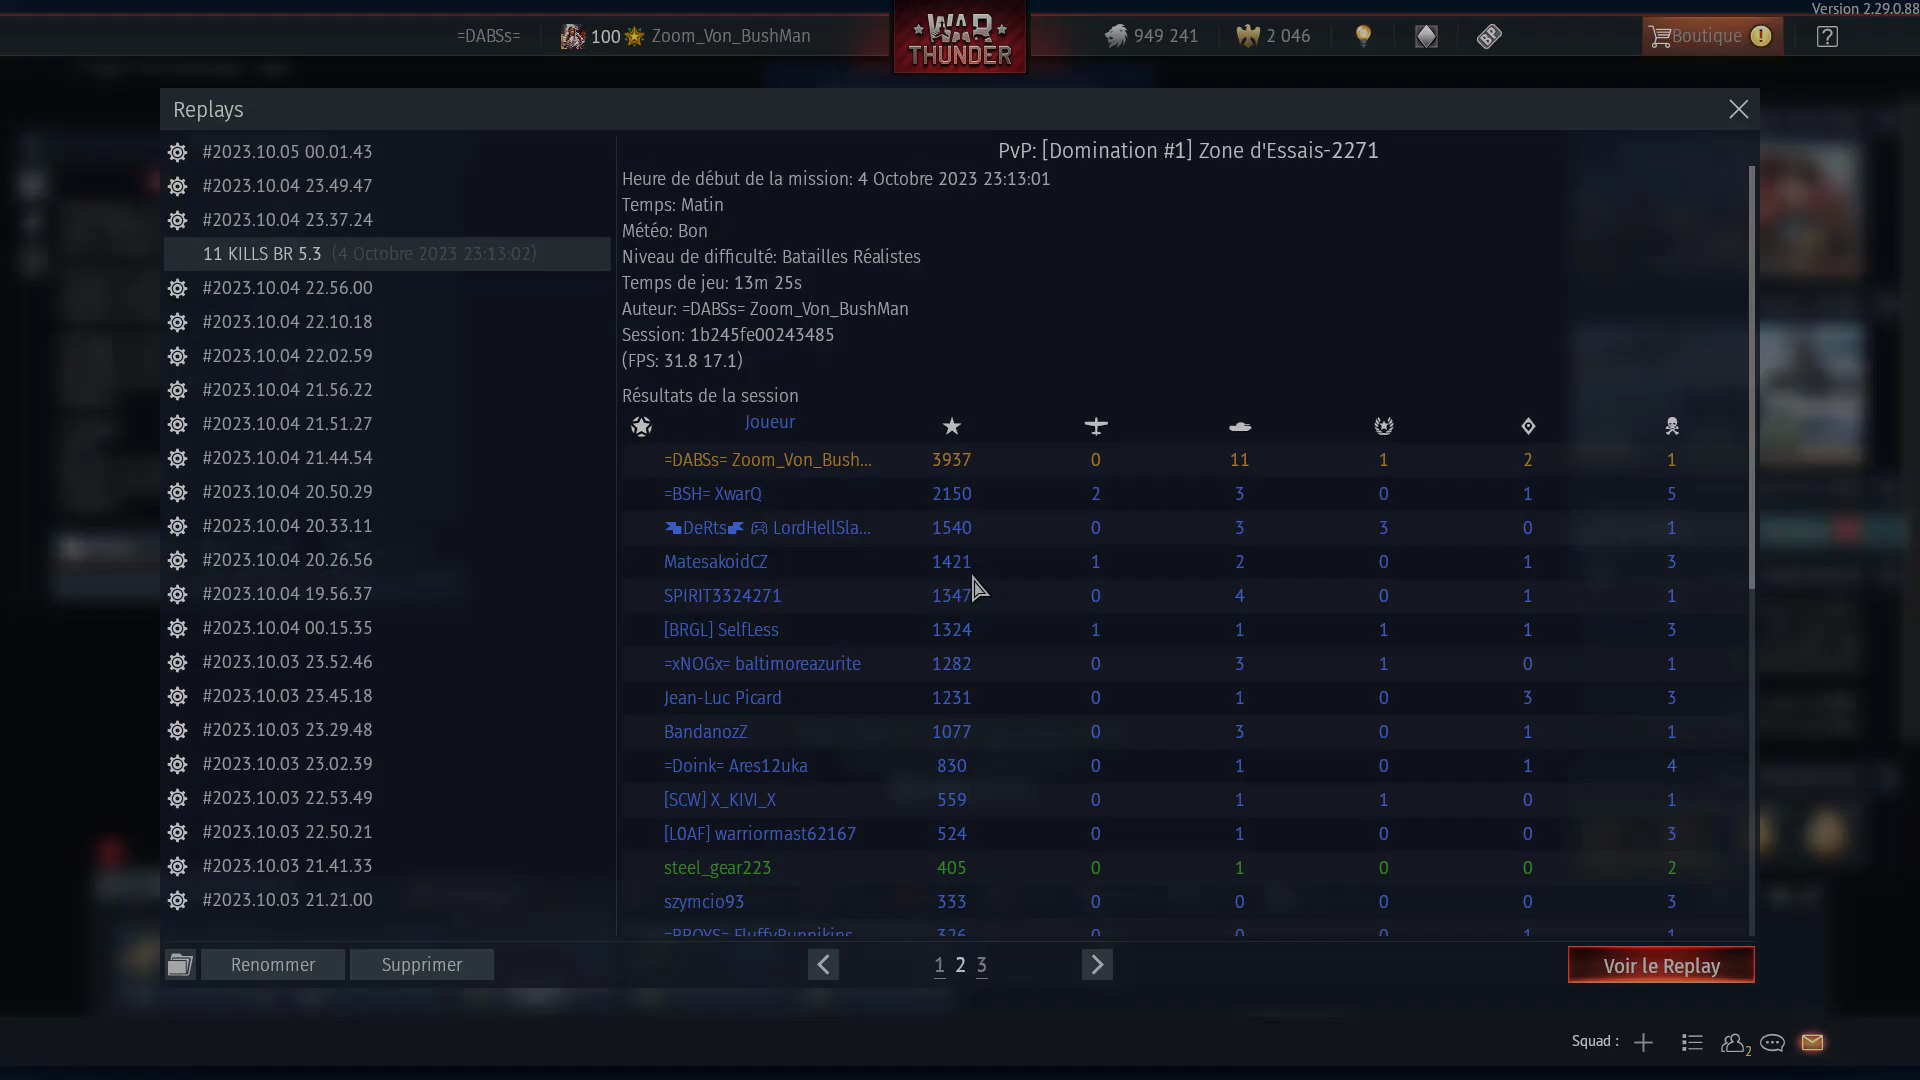 Version 2.29.0.88
=DABSs= 100 Zoom_Von_BushMan WAR THUNDER 949 241 2 046 Boutique
Replays
#2023.10.05 00.01.43
#2023.10.04 23.49.47
#2023.10.04 23.37.24
11 KILLS BR 5.3 (4 Octobre 2023 23:13:02)
#2023.10.04 22.56.00
#2023.10.04 22.10.18
#2023.10.04 22.02.59
#2023.10.04 21.56.22
#2023.10.04 21.51.27
#2023.10.04 21.44.54
#2023.10.04 20.50.29
#2023.10.04 20.33.11
#2023.10.04 20.26.56
#2023.10.04 19.56.37
#2023.10.04 00.15.35
#2023.10.03 23.52.46
#2023.10.03 23.45.18
#2023.10.03 23.29.48
#2023.10.03 23.02.39
#2023.10.03 22.53.49
#2023.10.03 22.50.21
#2023.10.03 21.41.33
#2023.10.03 21.21.00
PvP: [Domination #1] Zone d'Essais-2271
Heure de début de la mission: 4 Octobre 2023 23:13:01
Temps: Matin
Météo: Bon
Niveau de difficulté: Batailles Réalistes
Temps de jeu: 13m 25s
Auteur: =DABSs= Zoom_Von_BushMan
Session: 1b245fe00243485
(FPS: 31.8 17.1)
Résultats de la session
Joueur
=DABSs= Zoom_Von_Bush... 3937 0 11 1 2 1
=BSH= XwarQ 2150 2 3 0 1 5
DeRts LordHellSla... 1540 0 3 3 0 1
MatesakoidCZ 1421 1 2 0 1 3
SPIRIT3324271 1347 0 4 0 1 1
[BRGL] SelfLess 1324 1 1 1 1 3
=xNOGx= baltimoreazurite 1282 0 3 1 0 1
Jean-Luc Picard 1231 0 1 0 3 3
BandanozZ 1077 0 3 0 1 1
=Doink= Ares12uka 830 0 1 0 1 4
[SCW] X_KIVI_X 559 0 1 1 0 1
[LOAF] warriormast62167 524 0 1 0 0 3
steel_gear223 405 0 1 0 0 2
szymcio93 333 0 0 0 0 3
326 0 0 0 1 1
Renommer Supprimer 1 2 3 Voir le Replay
Squad : 2